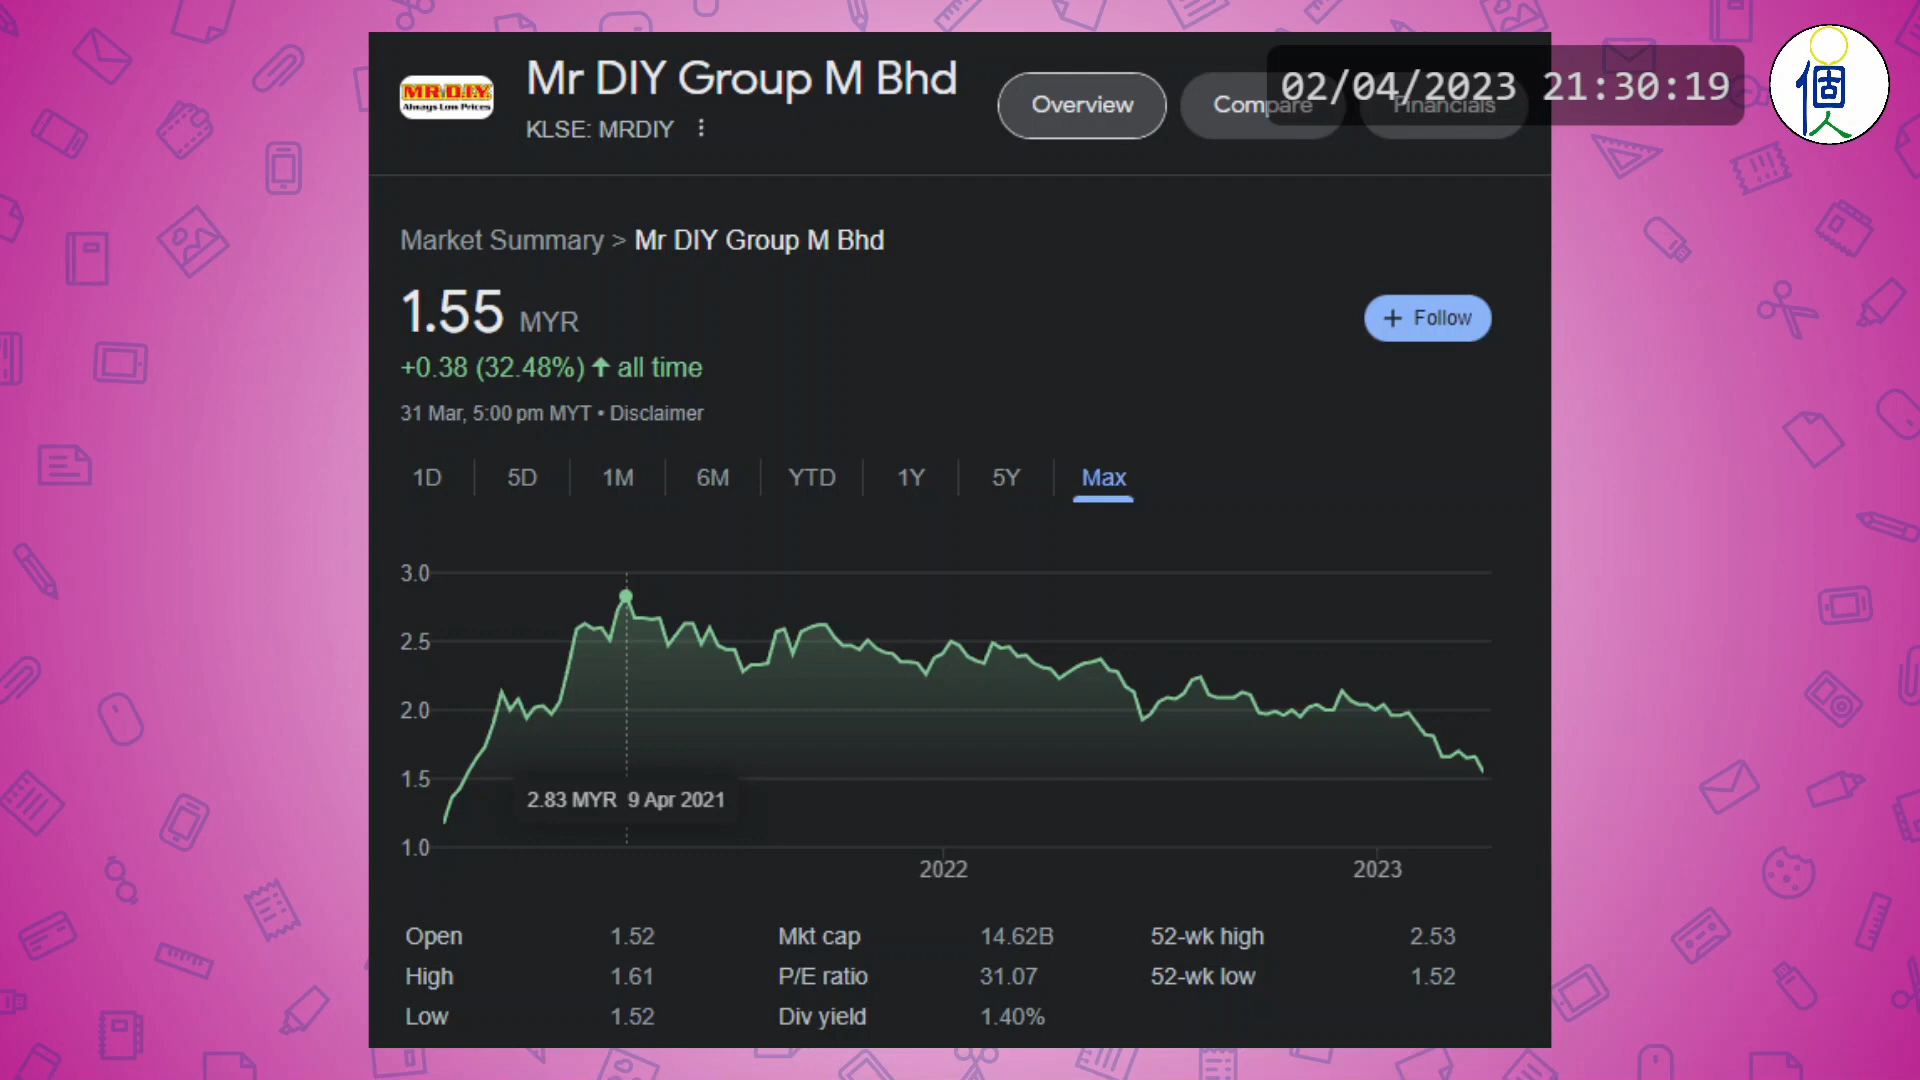 MR.D.I.Y.
Always Low Prices
Mr DIY Group M Bhd
KLSE: MRDIY
Overview
Compare
Financials
02/04/2023 21:30:19
個
人
Market Summary > Mr DIY Group M Bhd
1.55 MYR
+0.38 (32.48%) ↑ all time
31 Mar, 5:00 pm MYT • Disclaimer
+ Follow
1D 5D 1M 6M YTD 1Y 5Y Max
3.0
2.5
2.0
1.5
1.0
2.83 MYR 9 Apr 2021
2022 2023
Open 1.52 Mkt cap 14.62B 52-wk high 2.53
High 1.61 P/E ratio 31.07 52-wk low 1.52
Low 1.52 Div yield 1.40%